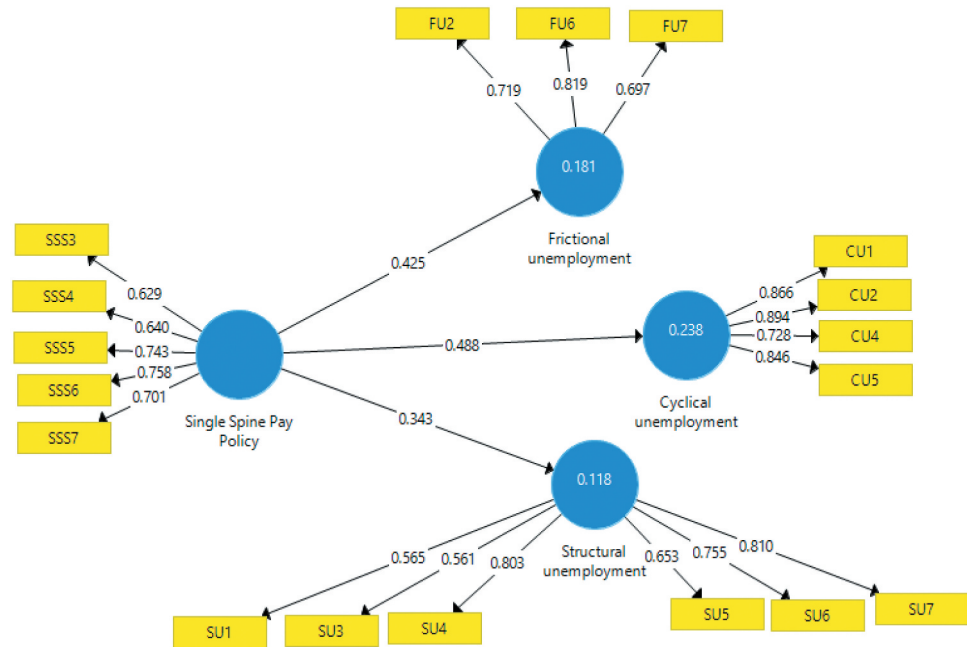 FU2
FU6
FU7
0.719
0.819
0.697
0.181
Frictional
unemployment
SSS3
SSS4
SSS5
SSS6
SSS7
0.629
0.640
0.743
0.758
0.701
Single Spine Pay
Policy
0.425
0.488
0.343
0.238
Cyclical
unemployment
CU1
CU2
CU4
CU5
0.866
0.894
0.728
0.846
0.118
Structural
unemployment
0.565
0.561
0.803
0.653
0.755
0.810
SU1
SU3
SU4
SU5
SU6
SU7